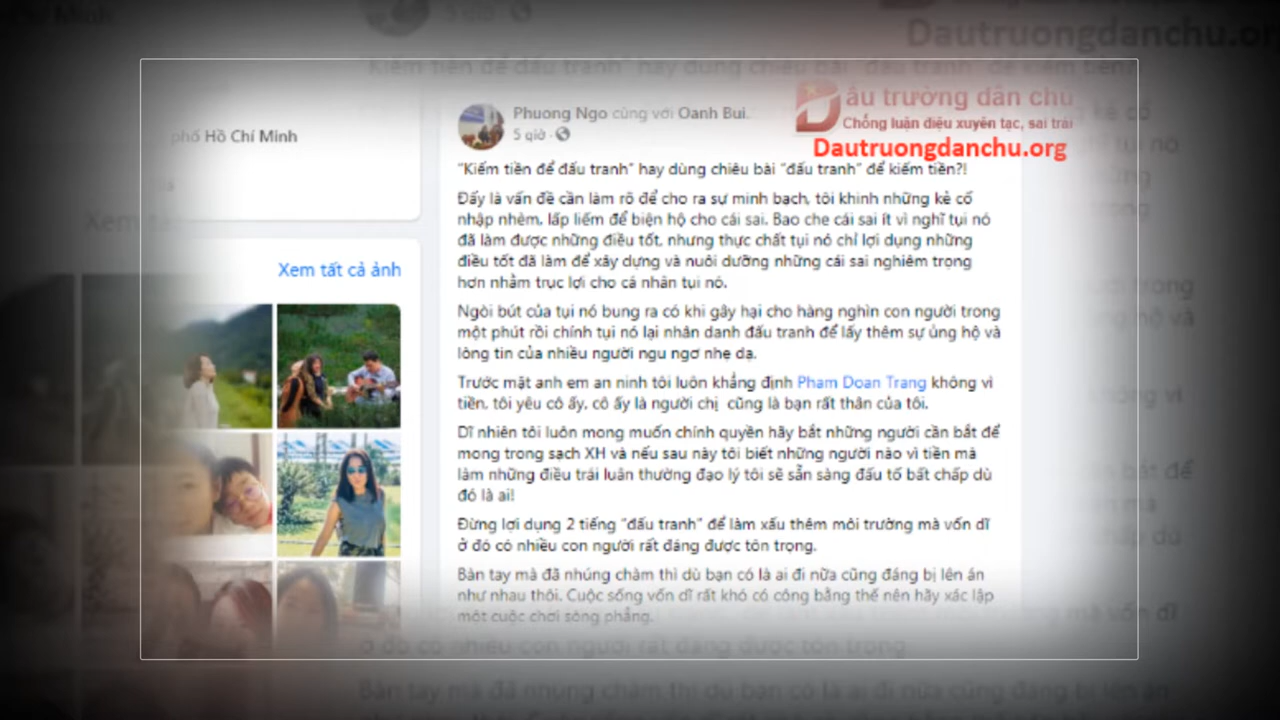 Dautruongdanchu.or
phố Hồ Chí Minh
Xem tất cả ảnh
Phuong Ngo cùng với Oanh Bui.
5 giờ ·
âu trường dân chu
Chống luận điệu xuyên tạc, sai trái
Dautruongdanchu.org
"Kiếm tiền để đấu tranh" hay dùng chiêu bài "đấu tranh" để kiếm tiền?!
Đấy là vấn đề cần làm rõ để cho ra sự minh bạch, tôi khinh những kẻ cố
nhập nhèm, lấp liếm để biện hộ cho cái sai. Bao che cái sai ít vì nghĩ tụi nó
đã làm được những điều tốt, nhưng thực chất tụi nó chỉ lợi dụng những
điều tốt đã làm để xây dựng và nuôi dưỡng những cái sai nghiêm trọng
hơn nhằm trục lợi cho cá nhân tụi nó.
Ngòi bút của tụi nó bung ra có khi gây hại cho hàng nghìn con người trong
một phút rồi chính tụi nó lại nhân danh đấu tranh để lấy thêm sự ủng hộ và
lòng tin của nhiều người ngu ngơ nhẹ dạ.
Trước mặt anh em an ninh tôi luôn khẳng định Pham Doan Trang không vì
tiền, tôi yêu cô ấy, cô ấy là người chị cũng là bạn rất thân của tôi.
Dĩ nhiên tôi luôn mong muốn chính quyền hãy bắt những người cần bắt để
mong trong sạch XH và nếu sau này tôi biết những người nào vì tiền mà
làm những điều trái luân thường đạo lý tôi sẽ sẵn sàng đấu tố bất chấp dù
đó là ai!
Đừng lợi dụng 2 tiếng "đấu tranh" để làm xấu thêm môi trường mà vốn dĩ
ở đó có nhiều con người rất đáng được tôn trọng.
Bàn tay mà đã nhúng chàm thì dù bạn có là ai đi nữa cũng đáng bị lên án
như nhau thôi. Cuộc sống vốn dĩ rất khó có công bằng thế nên hãy xác lập
một cuộc chơi sòng phẳng.